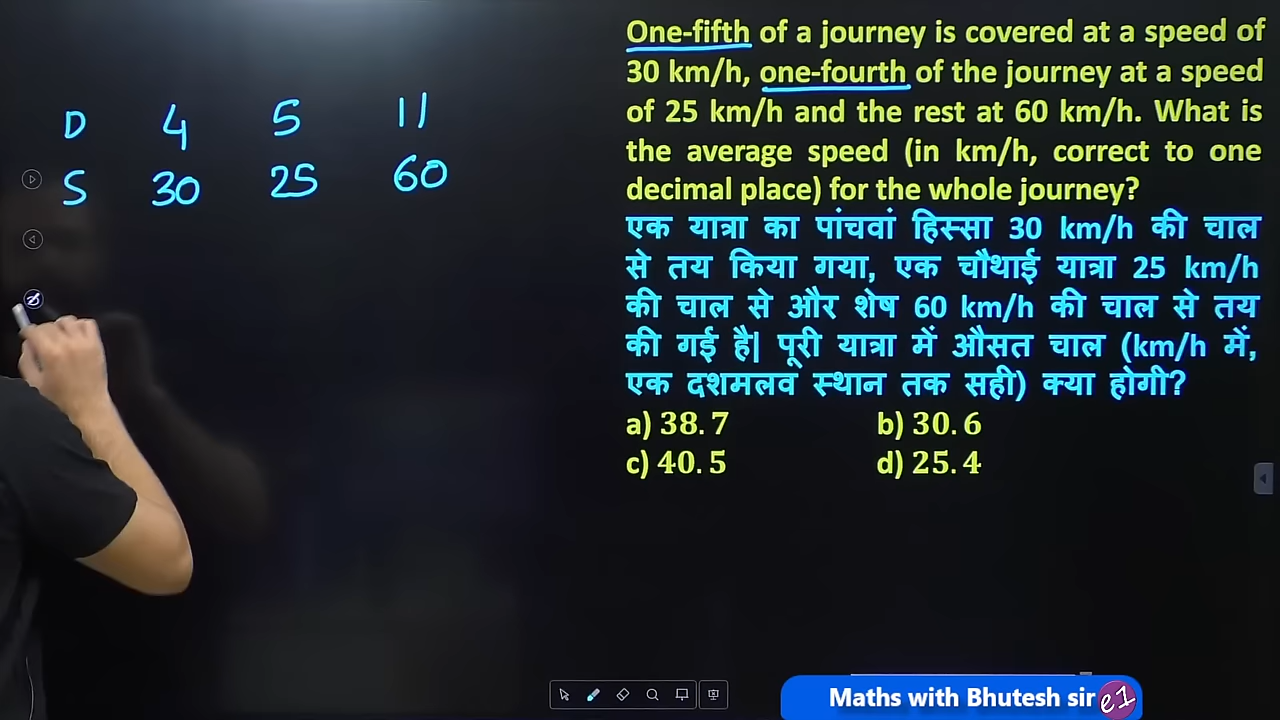 D 4 5 11
S 30 25 60
One-fifth of a journey is covered at a speed of
30 km/h, one-fourth of the journey at a speed
of 25 km/h and the rest at 60 km/h. What is
the average speed (in km/h, correct to one
decimal place) for the whole journey?
एक यात्रा का पांचवां हिस्सा 30 km/h की चाल
से तय किया गया, एक चौथाई यात्रा 25 km/h
की चाल से और शेष 60 km/h की चाल से तय
की गई है| पूरी यात्रा में औसत चाल (km/h में,
एक दशमलव स्थान तक सही) क्या होगी?
a) 38.7 b) 30.6
c) 40.5 d) 25.4
Maths with Bhutesh sir e1